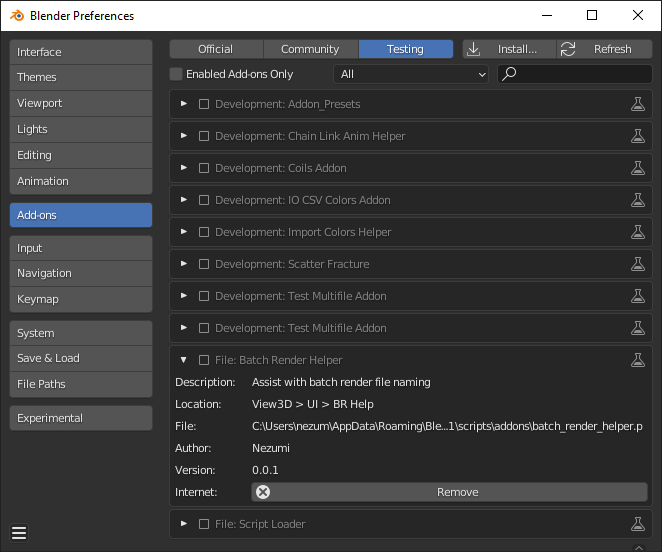 Blender Preferences
Interface
Themes
Viewport
Lights
Editing
Animation
Add-ons
Input
Navigation
Keymap
System
Save & Load
File Paths
Experimental
Official Community Testing Install... Refresh
Enabled Add-ons Only All
Development: Addon_Presets
Development: Chain Link Anim Helper
Development: Coils Addon
Development: IO CSV Colors Addon
Development: Import Colors Helper
Development: Scatter Fracture
Development: Test Multifile Addon
Development: Test Multifile Addon
File: Batch Render Helper
Description: Assist with batch render file naming
Location: View3D > UI > BR Help
File: C:\Users\nezum\AppData\Roaming\Ble...1\scripts\addons\batch_render_helper.p
Author: Nezumi
Version: 0.0.1
Internet: Remove
File: Script Loader